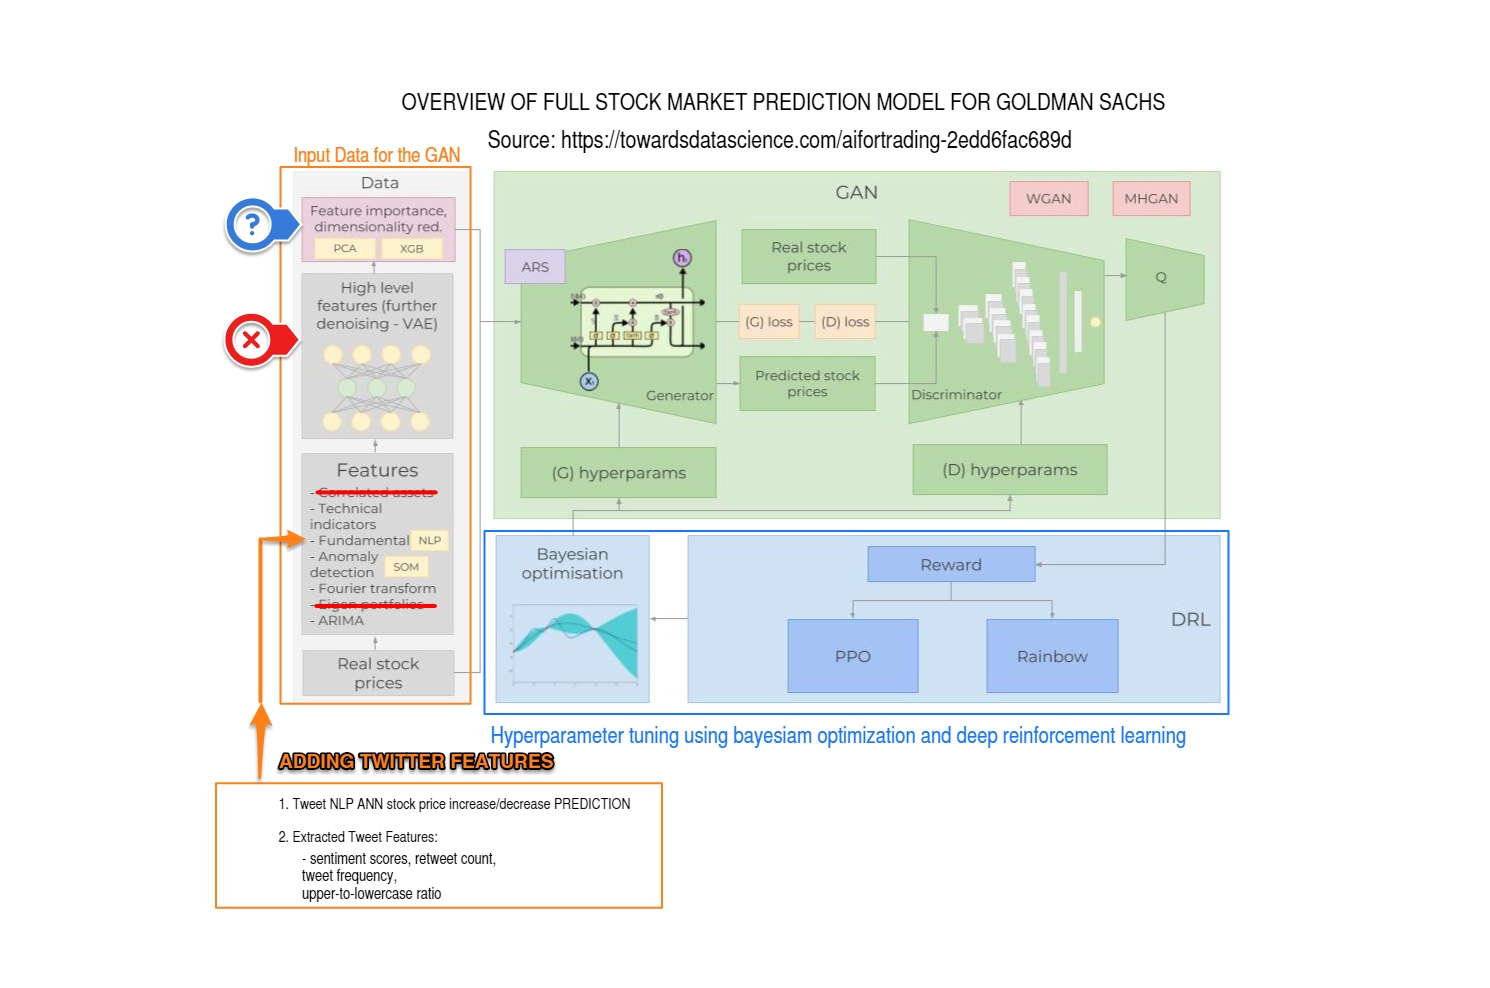 OVERVIEW OF FULL STOCK MARKET PREDICTION MODEL FOR GOLDMAN SACHS
Source: https://towardsdatascience.com/aifortrading-2edd6fac689d
Input Data for the GAN
Data
?
Feature importance,
dimensionality red.
PCA
XGB
High level
features (further
denoising - VAE)
Features
- Correlated assets
- Technical
indicators
- Fundamental
NLP
- Anomaly
detection
SOM
- Fourier transform
- Eigen portfolios
- ARIMA
Real stock
prices
GAN
WGAN
MHGAN
ARS
Generator
Real stock
prices
(G) loss
(D) loss
Predicted stock
prices
Discriminator
Q
(G) hyperparams
(D) hyperparams
Bayesian
optimisation
Reward
PPO
Rainbow
DRL
Hyperparameter tuning using bayesiam optimization and deep reinforcement learning
ADDING TWITTER FEATURES
1. Tweet NLP ANN stock price increase/decrease PREDICTION
2. Extracted Tweet Features:
- sentiment scores, retweet count,
tweet frequency,
upper-to-lowercase ratio